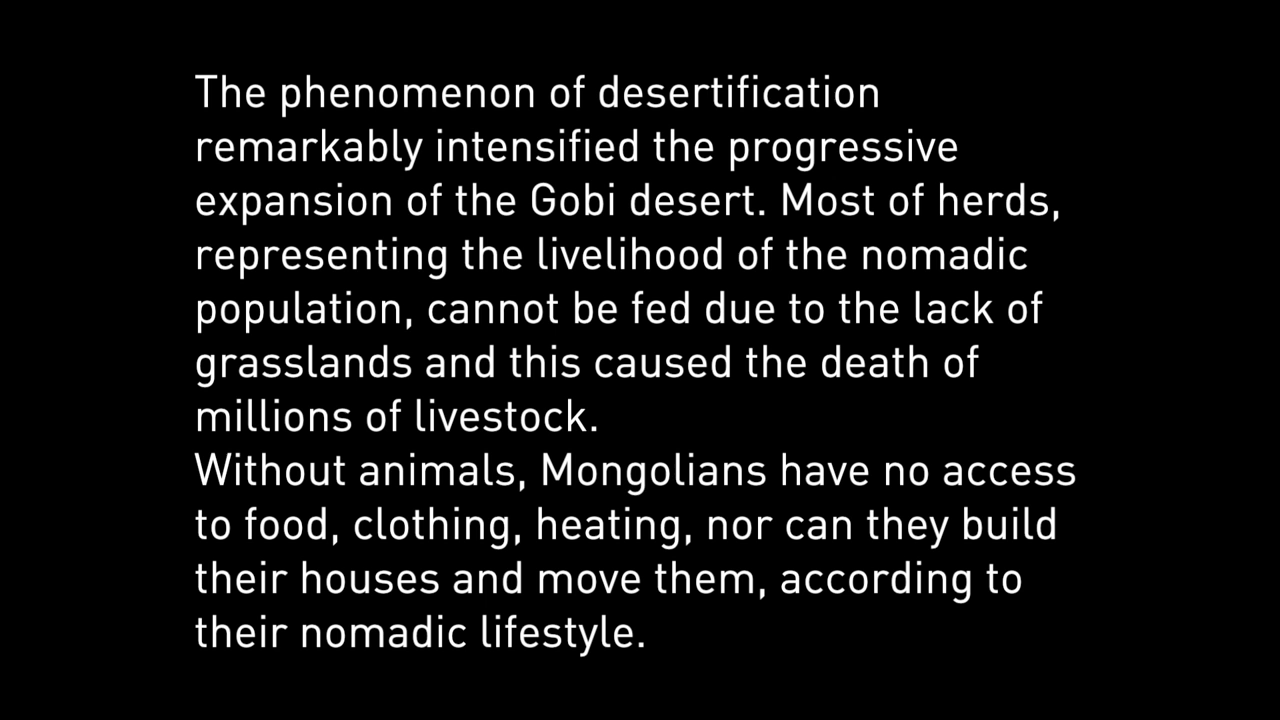 The phenomenon of desertification
remarkably intensified the progressive
expansion of the Gobi desert. Most of herds,
representing the livelihood of the nomadic
population, cannot be fed due to the lack of
grasslands and this caused the death of
millions of livestock.
Without animals, Mongolians have no access
to food, clothing, heating, nor can they build
their houses and move them, according to
their nomadic lifestyle.